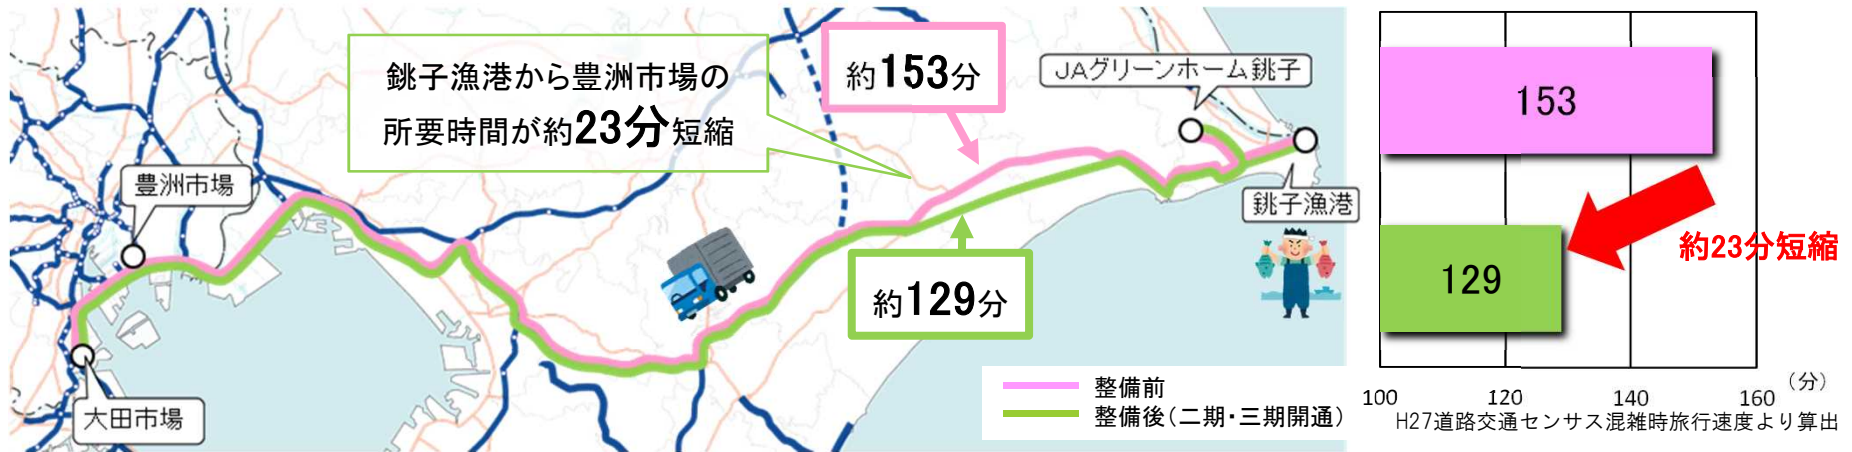 銚子漁港から豊洲市場の
所要時間が約23分短縮
約153分
JAグリーンホーム銚子
豊洲市場
銚子漁港
約129分
大田市場
整備前
整備後(二期・三期開通)
153
129
約23分短縮
100 120 140 160 (分)
H27道路交通センサス混雑時旅行速度より算出